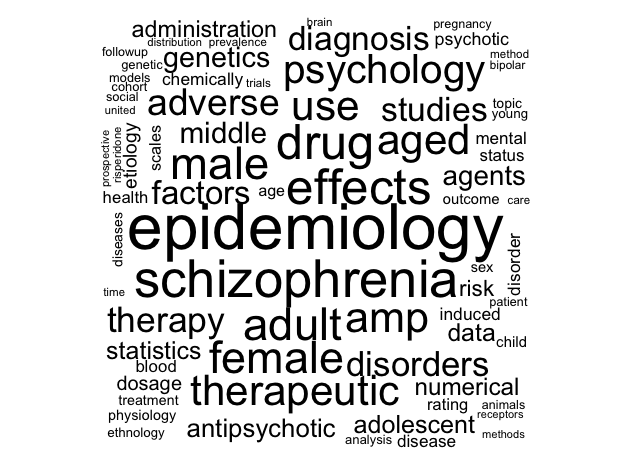 brain
administration
diagnosis
pregnancy
psychotic
distribution prevalence
followup
genetics
method
genetic
psychology
bipolar
models
chemically
trials
cohort
social
adverse
use
studies
topic
young
united
middle
drug
aged
mental
prospective
risperidone
etiology
scales
male
status
health
factors
age
effects
agents
outcome
care
diseases
epidemiology
disorder
schizophrenia
sex
time
risk
patient
therapy
adult
amp
induced
data
child
statistics
female
disorders
blood
dosage
therapeutic
numerical
treatment
rating
animals
physiology
receptors
ethnology
antipsychotic
adolescent
analysis
disease
methods